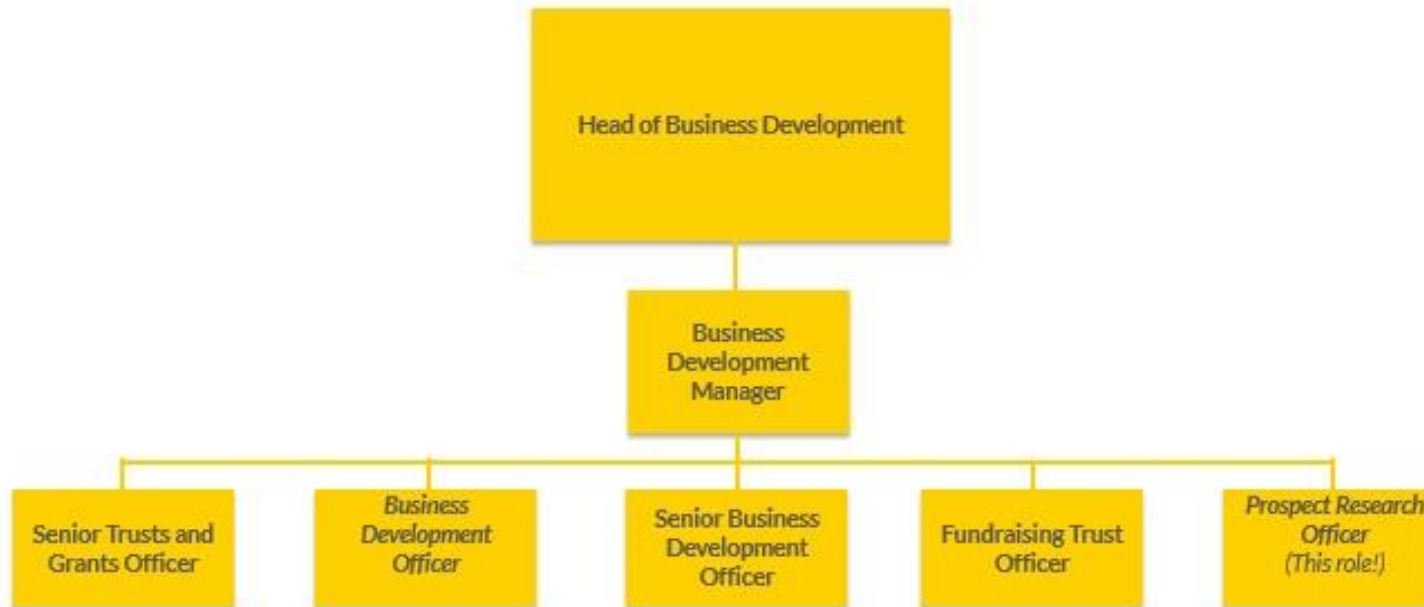 Head of Business Development
Business
Development
Manager
Senior Trusts and
Grants Officer
Business
Development
Officer
Senior Business
Development
Officer
Fundraising Trust
Officer
Prospect Research
Officer
(This role!)